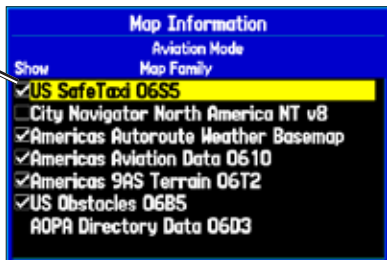 Map Information
Aviation Mode
Show Map Family
US SafeTaxi 06S5
City Navigator North America NT v8
Americas Autoroute Weather Basemap
Americas Aviation Data 0610
Americas 9AS Terrain 06T2
US Obstacles 06B5
AOPA Directory Data 06D3